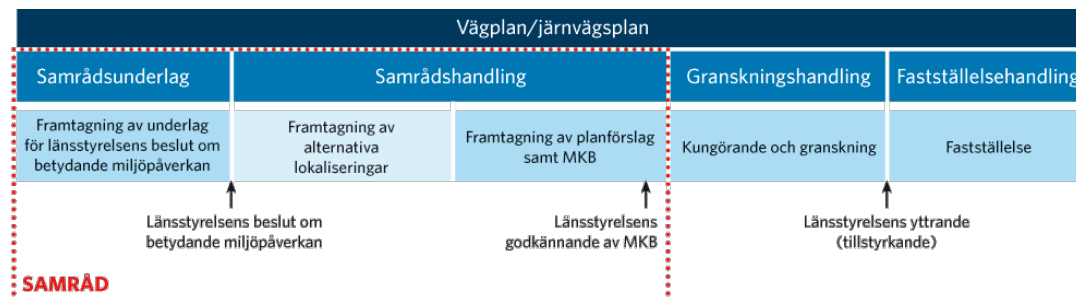 Vägplan/järnvägsplan
Samrådsunderlag
Samrådshandling
Granskningshandling
Fastställelsehandling
Framtagning av underlag
för länsstyrelsens beslut om
betydande miljöpåverkan
Framtagning av
alternativa
lokaliseringar
Framtagning av planförslag
samt MKB
Kungörande och granskning
Fastställelse
Länsstyrelsens beslut om
betydande miljöpåverkan
Länsstyrelsens
godkännande av MKB
Länsstyrelsens yttrande
(tillstyrkande)
SAMRÅD